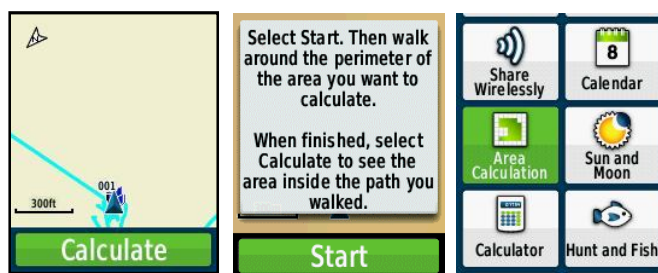 001
300ft
Calculate
Select Start. Then walk
around the perimeter of
the area you want to
calculate.
When finished, select
Calculate to see the
area inside the path you
walked.
Start
Share
Wirelessly
8
Calendar
Area
Calculation
Sun and
Moon
Calculator
Hunt and Fish